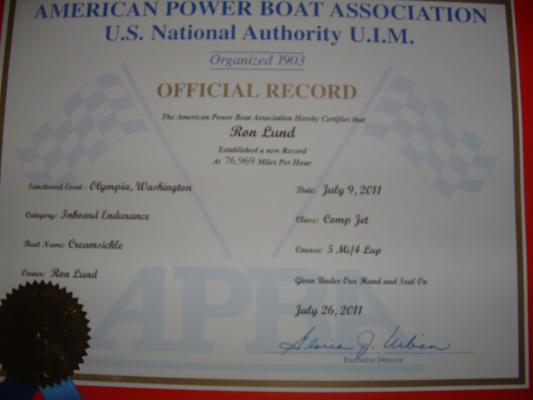 AMERICAN POWER BOAT ASSOCIATION
U.S. National Authority U.I.M.
Organized 1903
OFFICIAL RECORD
The American Power Boat Association Hereby Certifies that
Ron Lund
Established a new Record
At 76.969 Miles Per Hour
Sanctioned Event: Olympia, Washington
Date: July 9, 2011
Category: Inboard Endurance
Class: Comp Jet
Boat Name: Creamsickle
Course: 5 Mi/4 Lap
Owner: Ron Lund
Given Under Our Hand and Seal On
July 26, 2011
APBA
Gloria J. Urbin
Executive Director